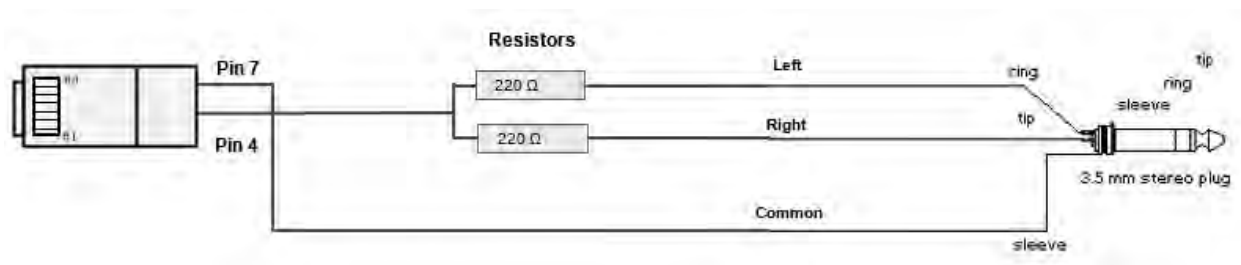 Resistors
Pin 7
Pin 4
220 Ω
220 Ω
Left
Right
Common
ring
tip
sleeve
tip
ring
sleeve
3.5 mm stereo plug